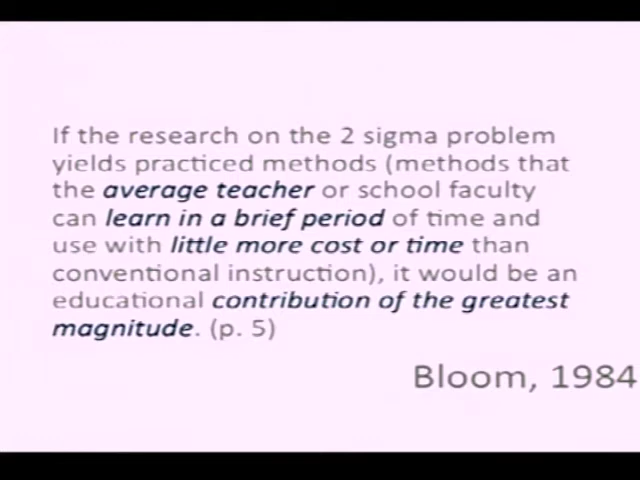 If the research on the 2 sigma problem
yields practiced methods (methods that
the average teacher or school faculty
can learn in a brief period of time and
use with little more cost or time than
conventional instruction), it would be an
educational contribution of the greatest
magnitude. (p. 5)
Bloom, 1984